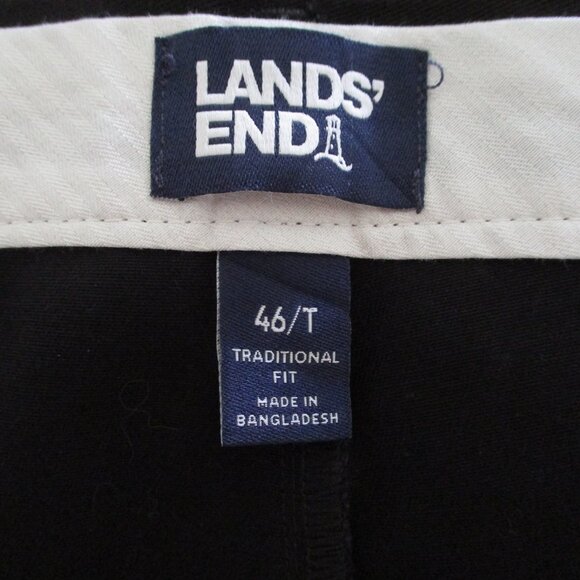 LANDS'
END
46/T
TRADITIONAL
FIT
MADE IN
BANGLADESH